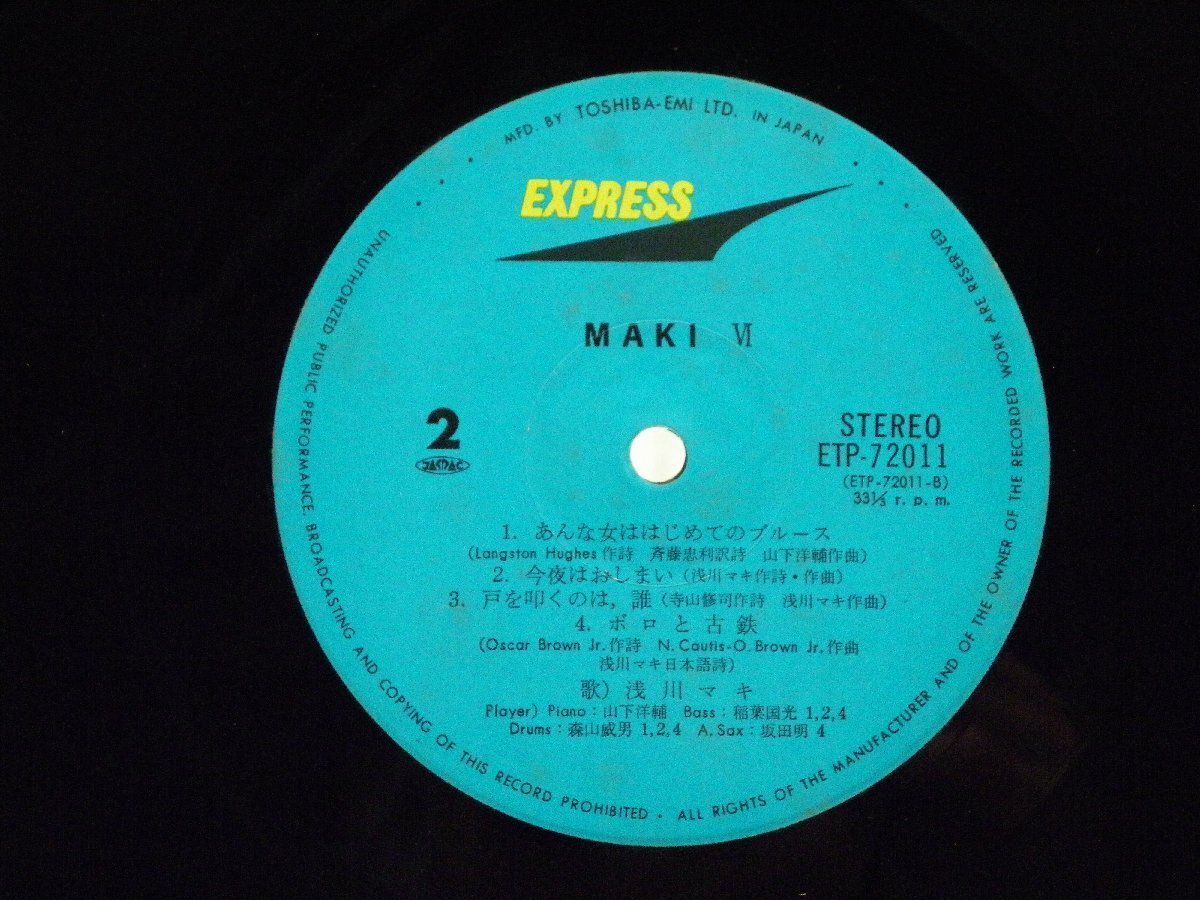 MFD. BY TOSHIBA-EMI LTD. IN JAPAN
EXPRESS
MAKI Ⅵ
2
JASRAC
STEREO
ETP-72011
(ETP-72011-B)
33⅓ r. p. m.
1. あんな女ははじめてのブルース
(Langston Hughes 作詩 斉藤忠利訳詩 山下洋輔作曲)
2. 今夜はおしまい (浅川マキ作詩・作曲)
3. 戸を叩くのは, 誰 (寺山修司作詩 浅川マキ作曲)
4. ボロと古鉄
(Oscar Brown Jr. 作詩 N. Cautis-O. Brown Jr. 作曲
浅川マキ日本語詩)
歌) 浅川マキ
Player) Piano : 山下洋輔 Bass : 稲葉国光 1,2,4
Drums : 森山威男 1,2,4 A. Sax : 坂田明 4
UNAUTHORIZED PUBLIC PERFORMANCE, BROADCASTING AND COPYING OF THIS RECORD PROHIBITED • ALL RIGHTS OF THE MANUFACTURER AND OF THE OWNER OF THE RECORDED WORK ARE RESERVED